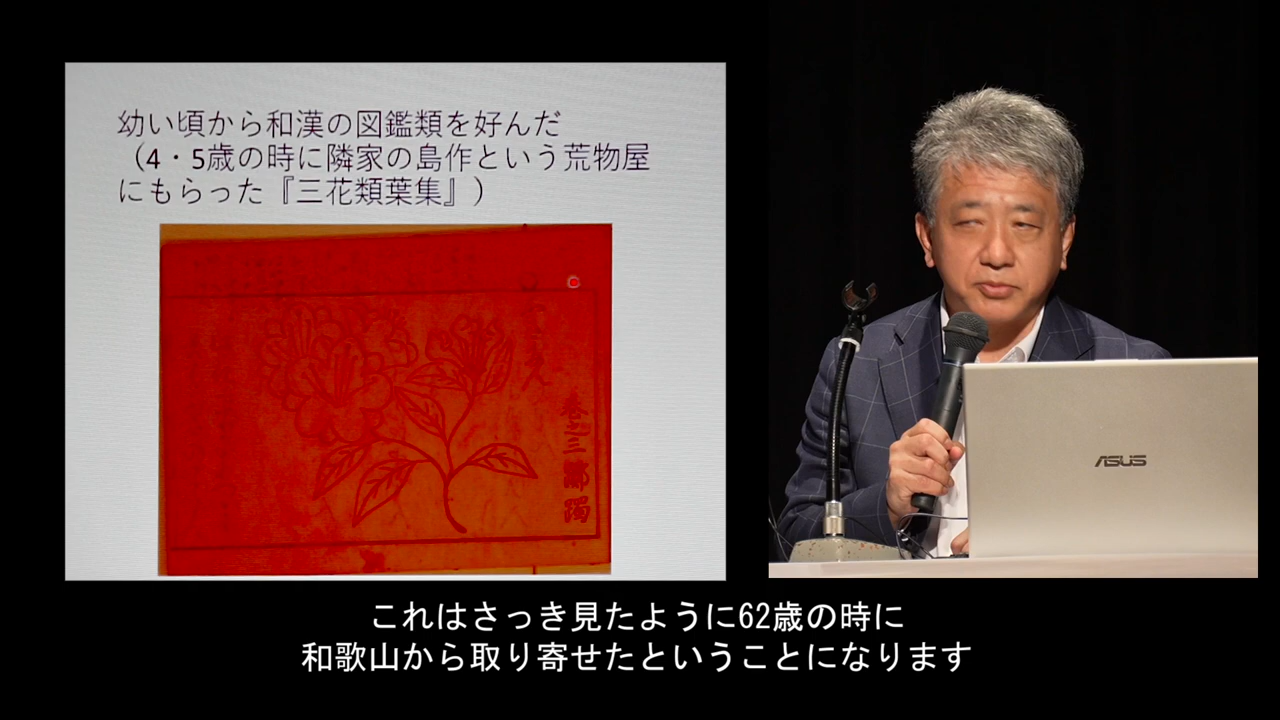 幼い頃から和漢の図鑑類を好んだ
（4・5歳の時に隣家の島作という荒物屋
にもらった『三花類葉集』）
巻之三 躑躅
ASUS
これはさっき見たように62歳の時に
和歌山から取り寄せたということになります